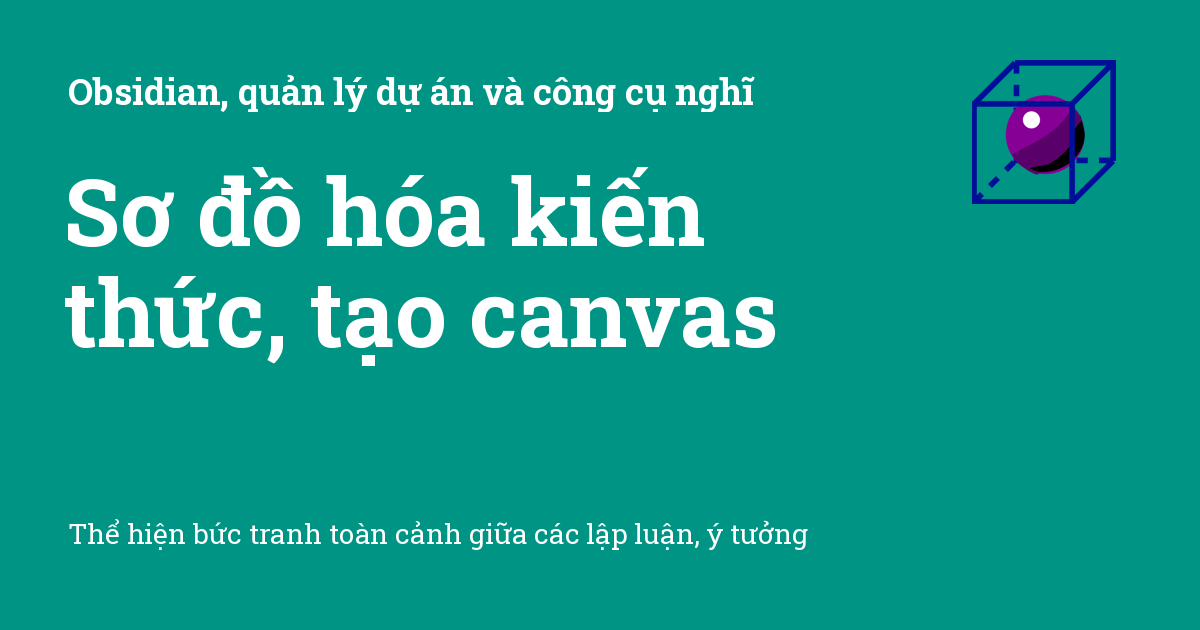 Obsidian, quản lý dự án và công cụ nghĩ
Sơ đồ hóa kiến
thức, tạo canvas
Thể hiện bức tranh toàn cảnh giữa các lập luận, ý tưởng